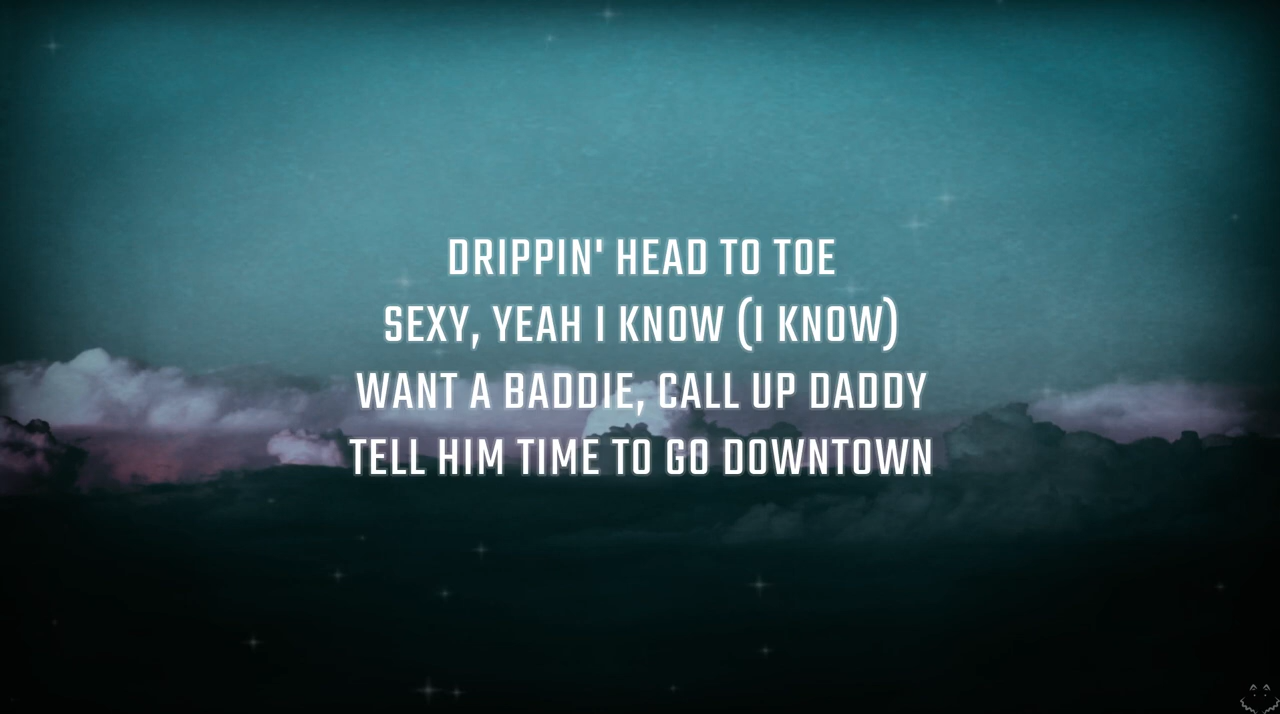 DRIPPIN' HEAD TO TOE
SEXY, YEAH I KNOW (I KNOW)
WANT A BADDIE, CALL UP DADDY
TELL HIM TIME TO GO DOWNTOWN